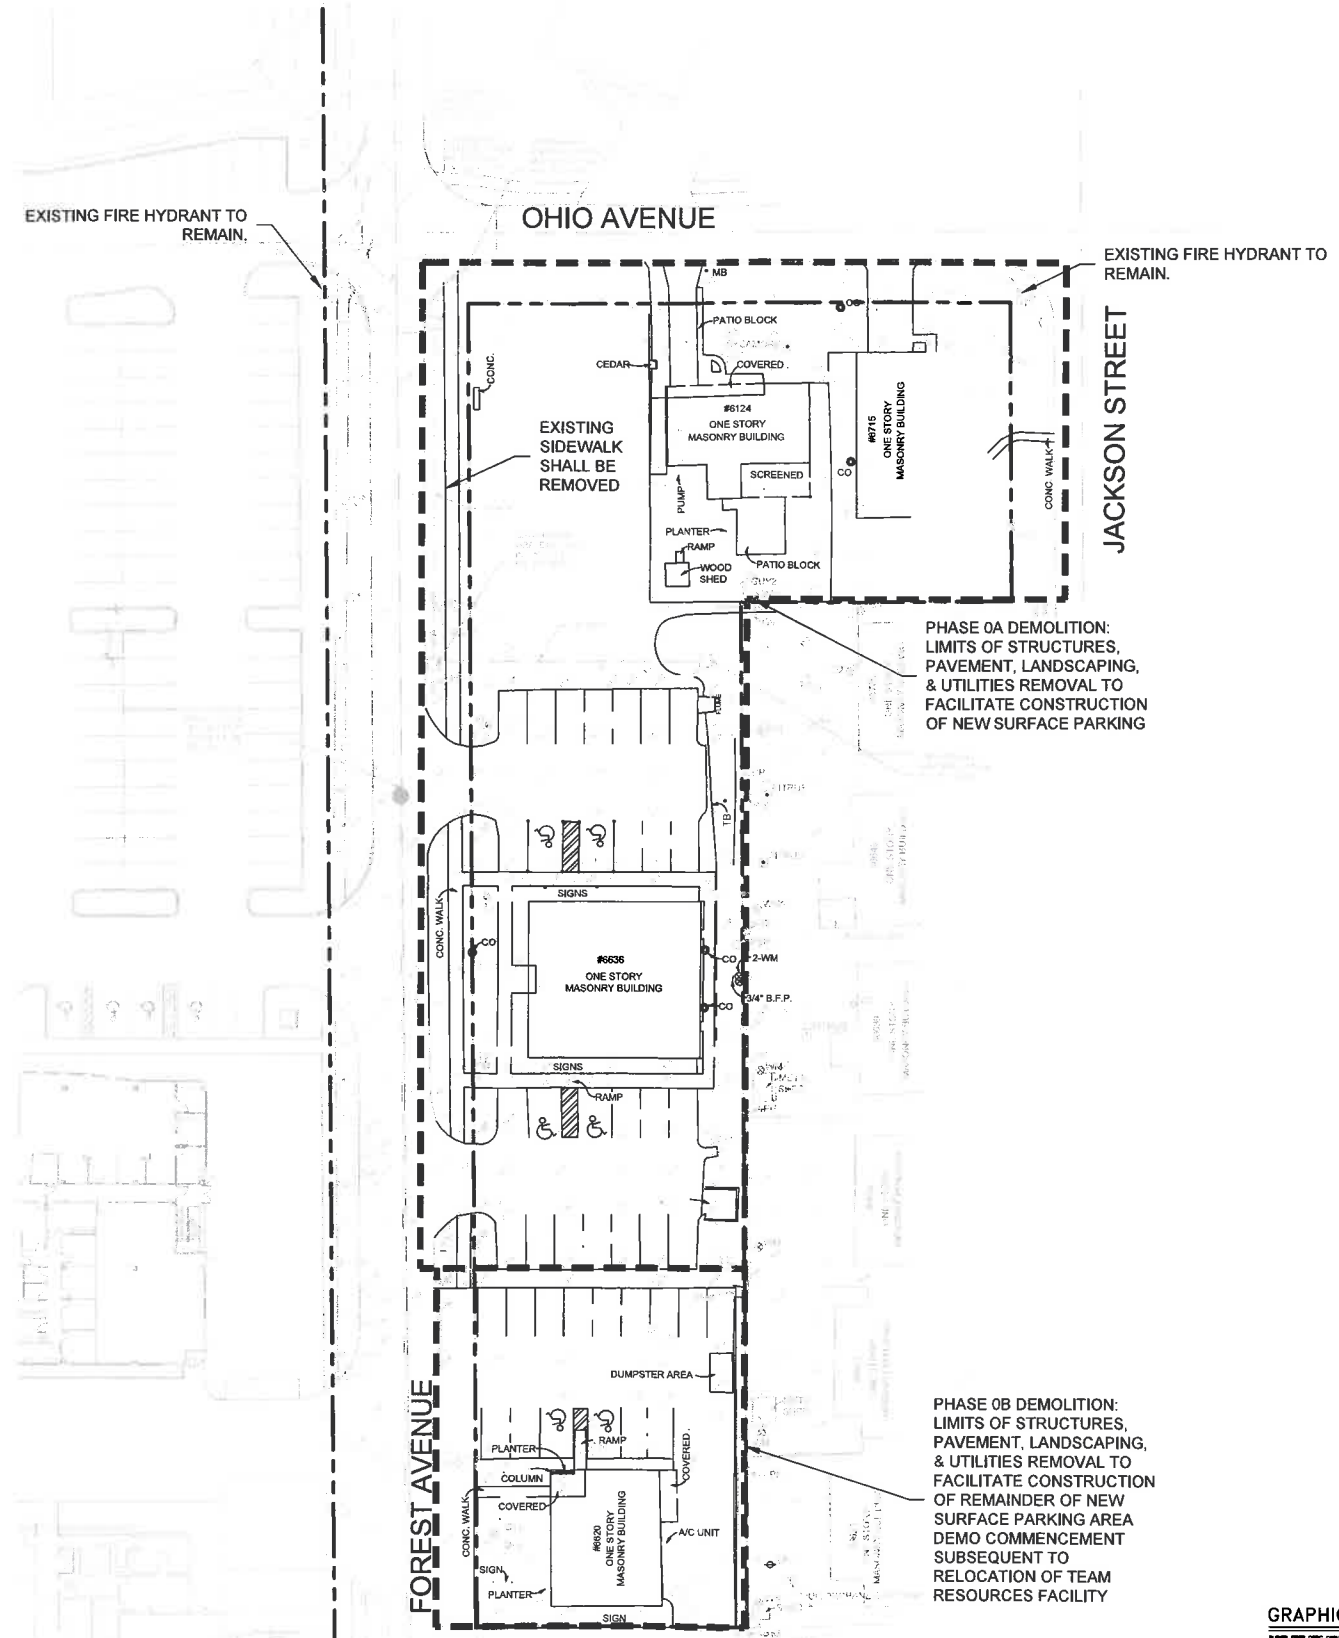 OHIO AVENUE
EXISTING FIRE HYDRANT TO
REMAIN.
EXISTING FIRE HYDRANT TO
REMAIN.
JACKSON STREET
MB
PATIO BLOCK
CEDAR
COVERED
CONC.
#6124
ONE STORY
MASONRY BUILDING
#6715
ONE STORY
MASONRY BUILDING
EXISTING
SIDEWALK
SHALL BE
REMOVED
SCREENED
CO
PUMP
CONC. WALK
PLANTER
RAMP
WOOD
SHED
PATIO BLOCK
PHASE 0A DEMOLITION:
LIMITS OF STRUCTURES,
PAVEMENT, LANDSCAPING,
& UTILITIES REMOVAL TO
FACILITATE CONSTRUCTION
OF NEW SURFACE PARKING
TB
SIGNS
CONC. WALK
CO
#6636
ONE STORY
MASONRY BUILDING
CO
2-WM
CO
3/4" B.F.P.
SIGNS
RAMP
DUMPSTER AREA
FOREST AVENUE
PHASE 0B DEMOLITION:
LIMITS OF STRUCTURES,
PAVEMENT, LANDSCAPING,
& UTILITIES REMOVAL TO
FACILITATE CONSTRUCTION
OF REMAINDER OF NEW
SURFACE PARKING AREA
DEMO COMMENCEMENT
SUBSEQUENT TO
RELOCATION OF TEAM
RESOURCES FACILITY
RAMP
PLANTER
COVERED
COLUMN
COVERED
CONC. WALK
#6620
ONE STORY
MASONRY BUILDING
A/C UNIT
SIGN
PLANTER
SIGN
GRAPHIC